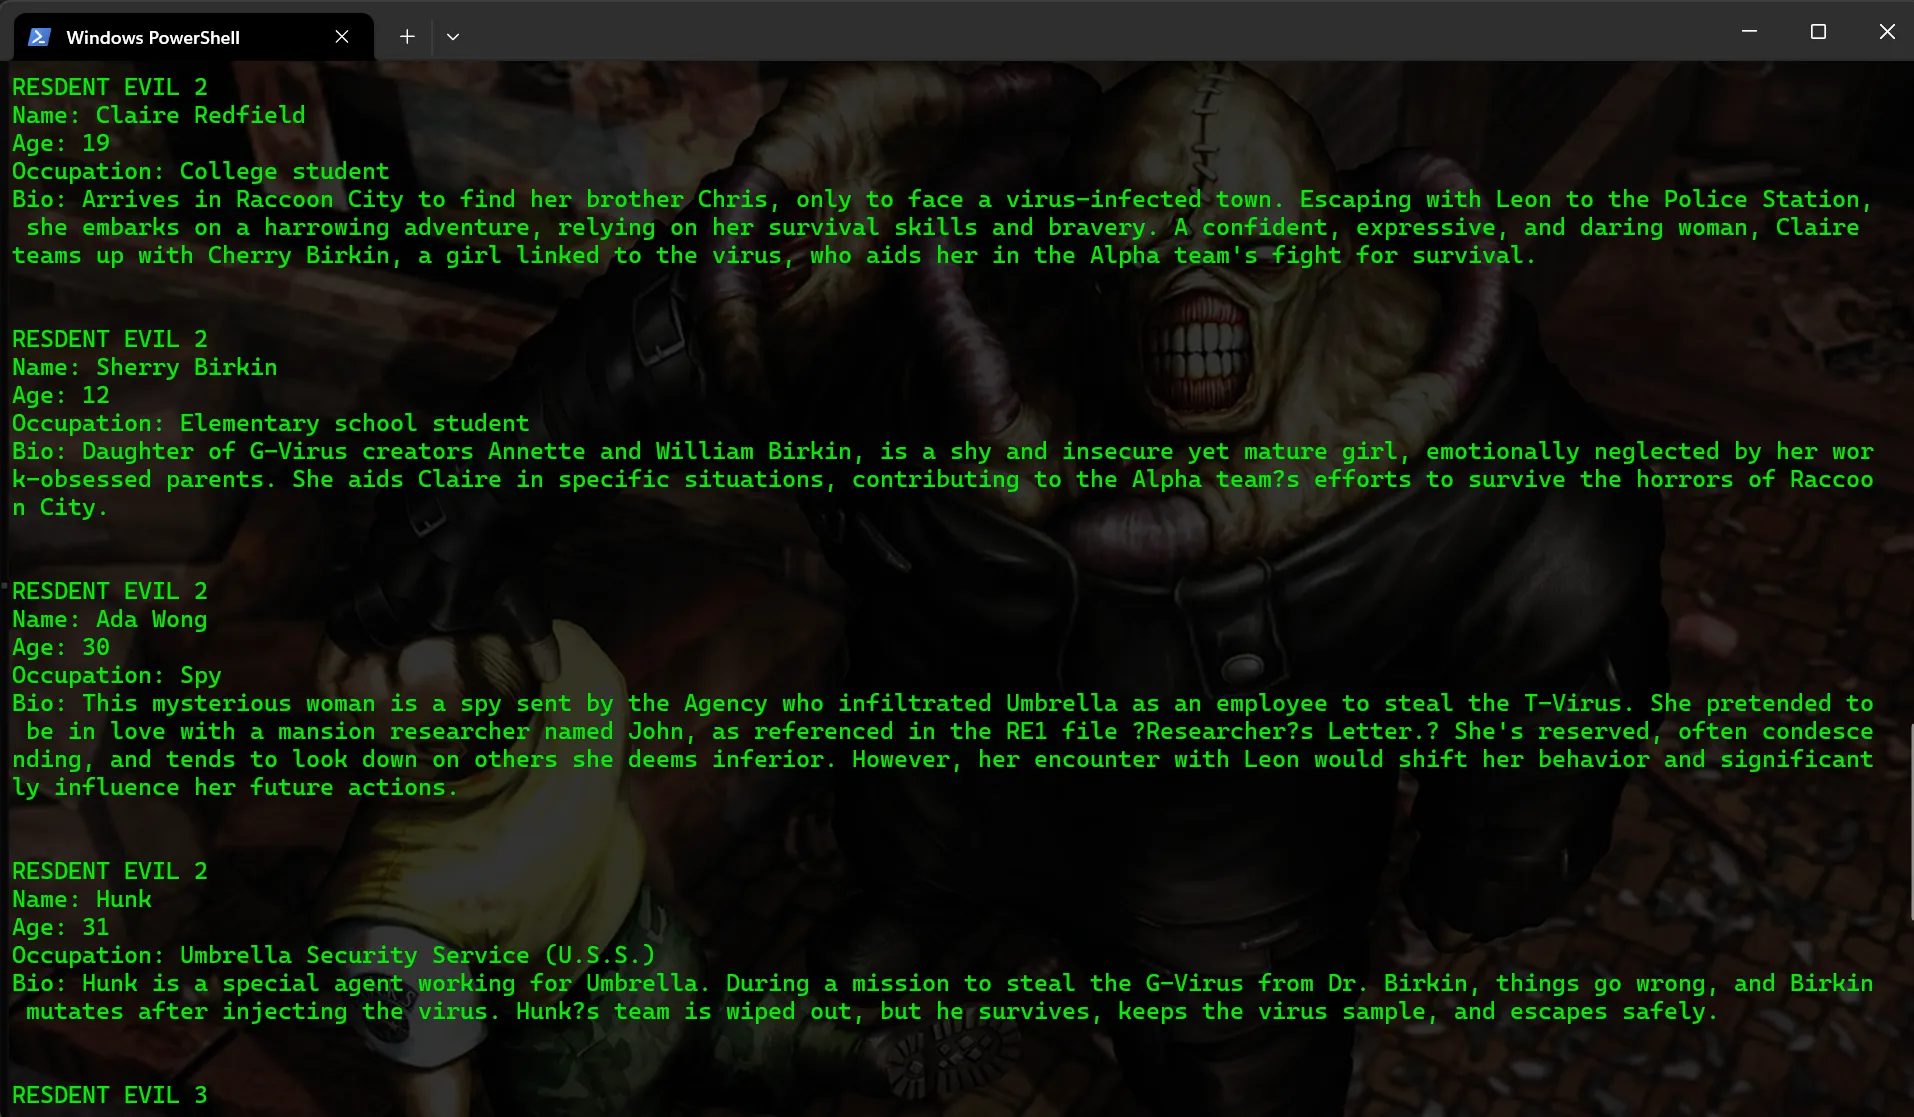 Windows PowerShell
RESDENT EVIL 2
Name: Claire Redfield
Age: 19
Occupation: College student
Bio: Arrives in Raccoon City to find her brother Chris, only to face a virus-infected town. Escaping with Leon to the Police Station,
she embarks on a harrowing adventure, relying on her survival skills and bravery. A confident, expressive, and daring woman, Claire
teams up with Cherry Birkin, a girl linked to the virus, who aids her in the Alpha team's fight for survival.
RESDENT EVIL 2
Name: Sherry Birkin
Age: 12
Occupation: Elementary school student
Bio: Daughter of G-Virus creators Annette and William Birkin, is a shy and insecure yet mature girl, emotionally neglected by her wor
k-obsessed parents. She aids Claire in specific situations, contributing to the Alpha team?s efforts to survive the horrors of Raccoo
n City.
RESDENT EVIL 2
Name: Ada Wong
Age: 30
Occupation: Spy
Bio: This mysterious woman is a spy sent by the Agency who infiltrated Umbrella as an employee to steal the T-Virus. She pretended to
be in love with a mansion researcher named John, as referenced in the RE1 file ?Researcher?s Letter.? She's reserved, often condesce
nding, and tends to look down on others she deems inferior. However, her encounter with Leon would shift her behavior and significant
ly influence her future actions.
RESDENT EVIL 2
Name: Hunk
Age: 31
Occupation: Umbrella Security Service (U.S.S.)
Bio: Hunk is a special agent working for Umbrella. During a mission to steal the G-Virus from Dr. Birkin, things go wrong, and Birkin
mutates after injecting the virus. Hunk?s team is wiped out, but he survives, keeps the virus sample, and escapes safely.
RESDENT EVIL 3